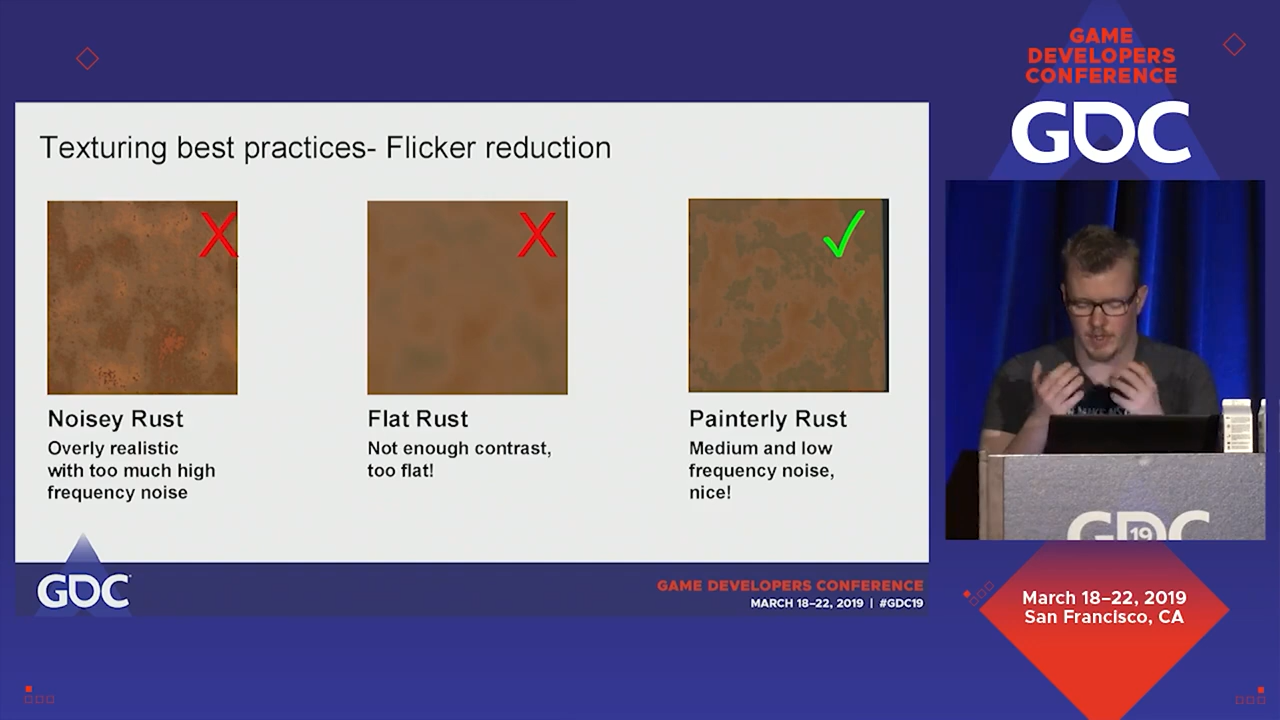 GAME
DEVELOPERS
CONFERENCE
GDC
Texturing best practices- Flicker reduction
X
X
Noisey Rust
Overly realistic
with too much high
frequency noise
Flat Rust
Not enough contrast,
too flat!
Painterly Rust
Medium and low
frequency noise,
nice!
GDC
19
GDC
GAME DEVELOPERS CONFERENCE
MARCH 18–22, 2019 | #GDC19
March 18–22, 2019
San Francisco, CA